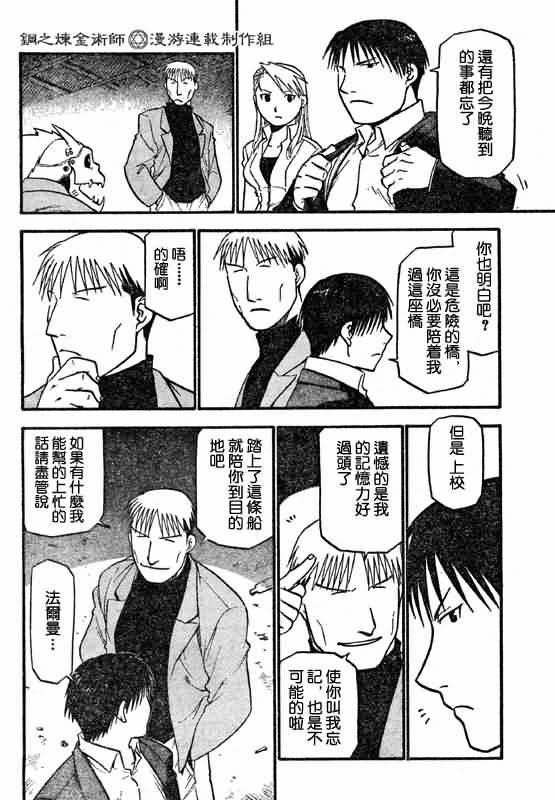 鋼之煉金術師 漫游連載制作組
還有把今晚聽到
的事都忘了
你也明白吧？
這是危險的橋，
你沒必要陪着我
過這座橋
唔……
的確啊
但是 上校
遺憾的是我
的記憶力好
過頭了
使你叫我忘
記，也是不
可能的啦
踏上了這條船
就陪你到目的
地吧
如果有什麼我
能幫的上忙的
話請盡管說
法爾曼…